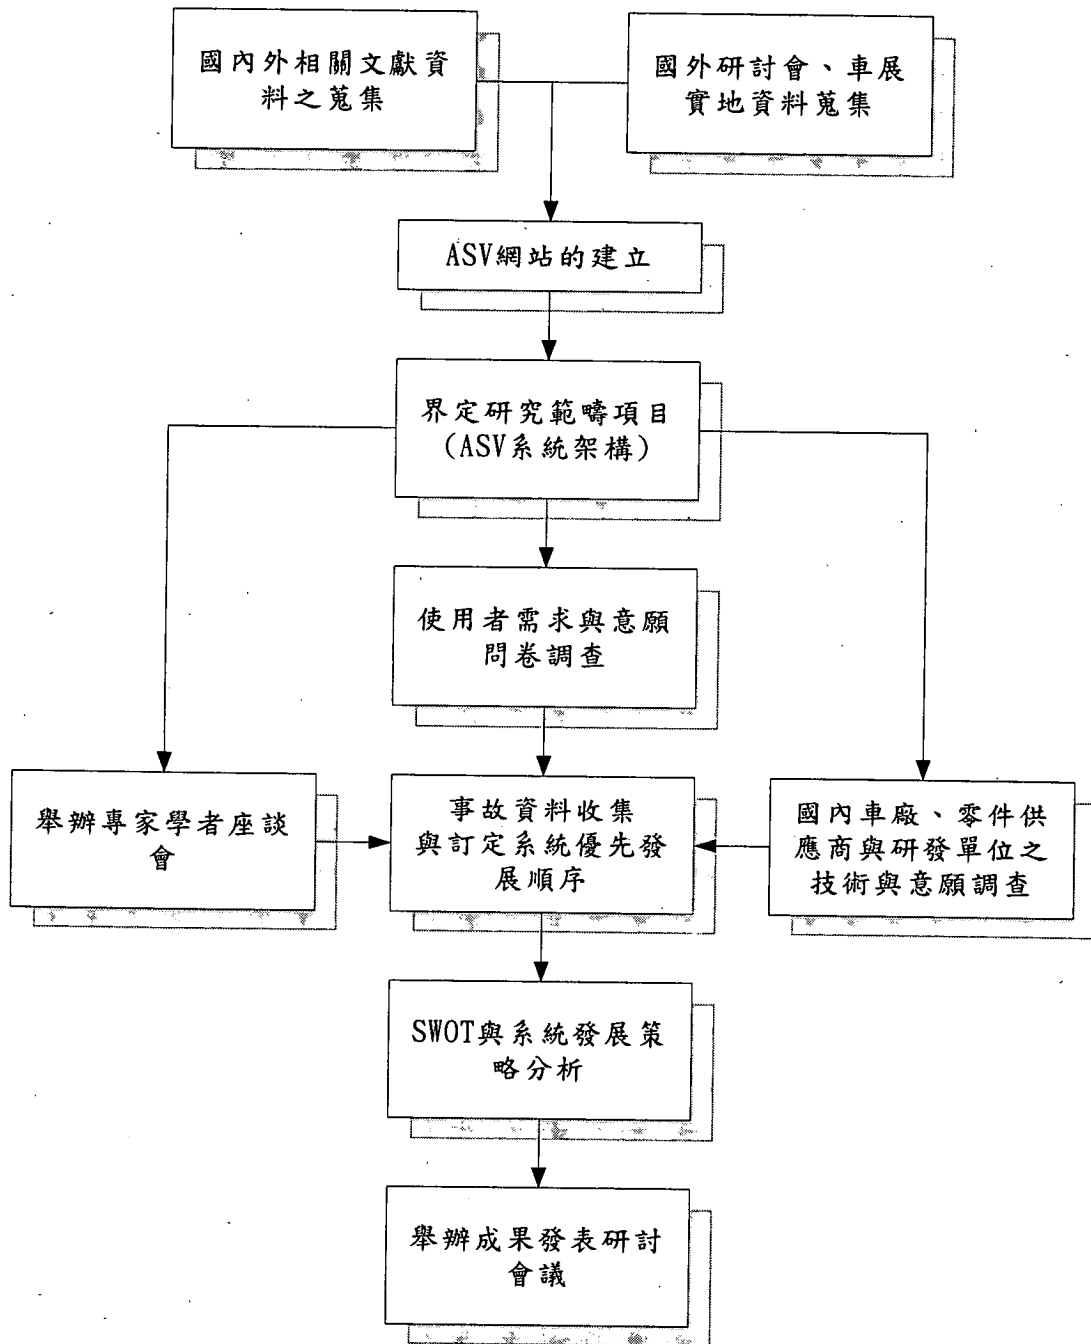 國內外相關文獻資
料之蒐集
國外研討會、車展
實地資料蒐集
ASV網站的建立
界定研究範疇項目
(ASV系統架構)
使用者需求與意願
問卷調查
舉辦專家學者座談
會
事故資料收集
與訂定系統優先發
展順序
國內車廠、零件供
應商與研發單位之
技術與意願調查
SWOT與系統發展策
略分析
舉辦成果發表研討
會議